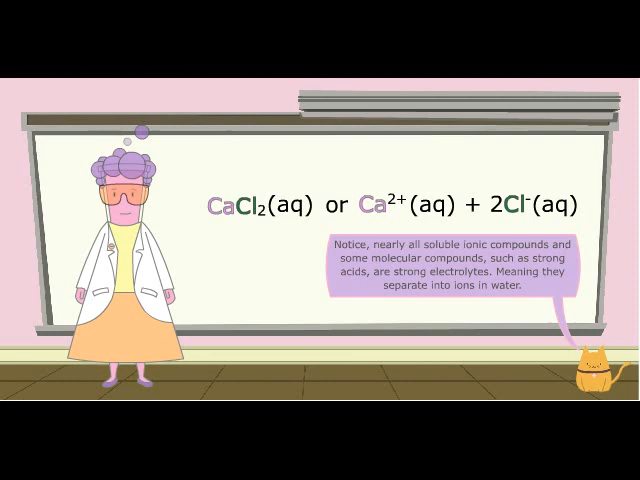 CaCl₂(aq) or Ca²⁺(aq) + 2Cl⁻(aq)
Notice, nearly all soluble ionic compounds and
some molecular compounds, such as strong
acids, are strong electrolytes. Meaning they
separate into ions in water.